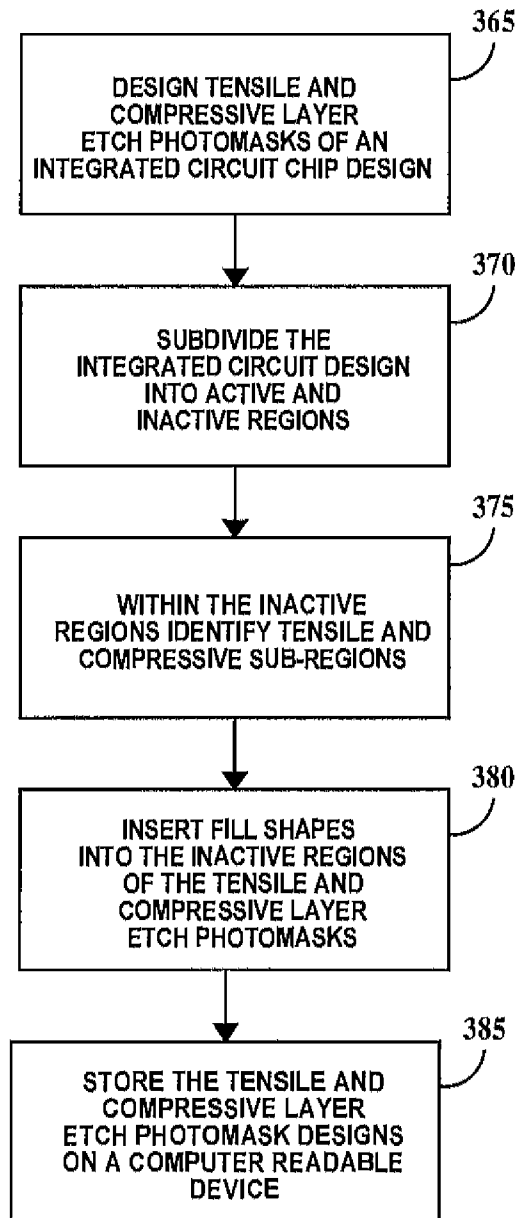 365
DESIGN TENSILE AND
COMPRESSIVE LAYER
ETCH PHOTOMASKS OF AN
INTEGRATED CIRCUIT CHIP DESIGN
370
SUBDIVIDE THE
INTEGRATED CIRCUIT DESIGN
INTO ACTIVE AND
INACTIVE REGIONS
375
WITHIN THE INACTIVE
REGIONS IDENTIFY TENSILE AND
COMPRESSIVE SUB-REGIONS
380
INSERT FILL SHAPES
INTO THE INACTIVE REGIONS
OF THE TENSILE AND
COMPRESSIVE LAYER
ETCH PHOTOMASKS
385
STORE THE TENSILE AND
COMPRESSIVE LAYER
ETCH PHOTOMASK DESIGNS
ON A COMPUTER READABLE
DEVICE